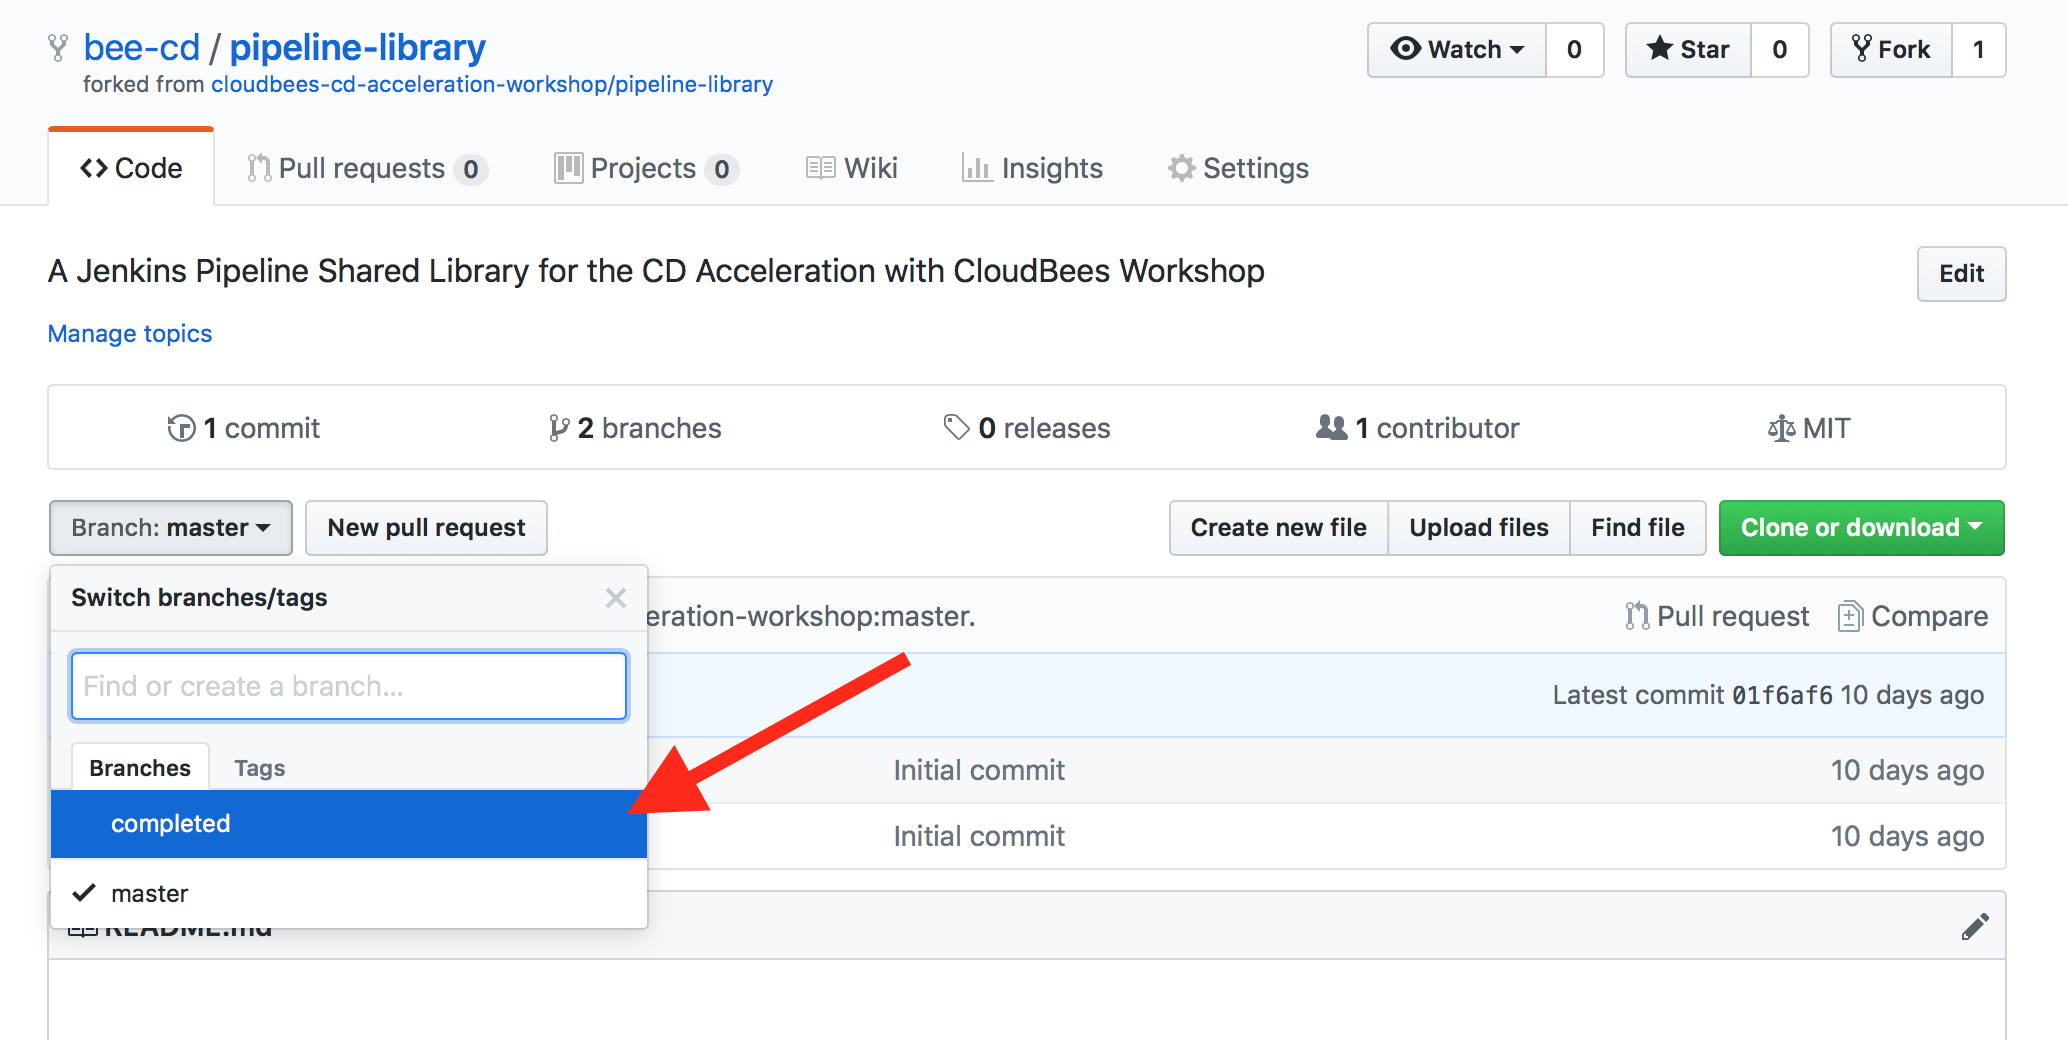 bee-cd / pipeline-library
Watch 0 Star 0 Fork 1
forked from cloudbees-cd-acceleration-workshop/pipeline-library
Code Pull requests 0 Projects 0 Wiki Insights Settings
A Jenkins Pipeline Shared Library for the CD Acceleration with CloudBees Workshop
Edit
Manage topics
1 commit 2 branches 0 releases 1 contributor MIT
Branch: master New pull request Create new file Upload files Find file Clone or download
Switch branches/tags
eration-workshop:master. Pull request Compare
Find or create a branch...
Latest commit 01f6af6 10 days ago
Branches Tags
Initial commit 10 days ago
completed
Initial commit 10 days ago
master
README.md